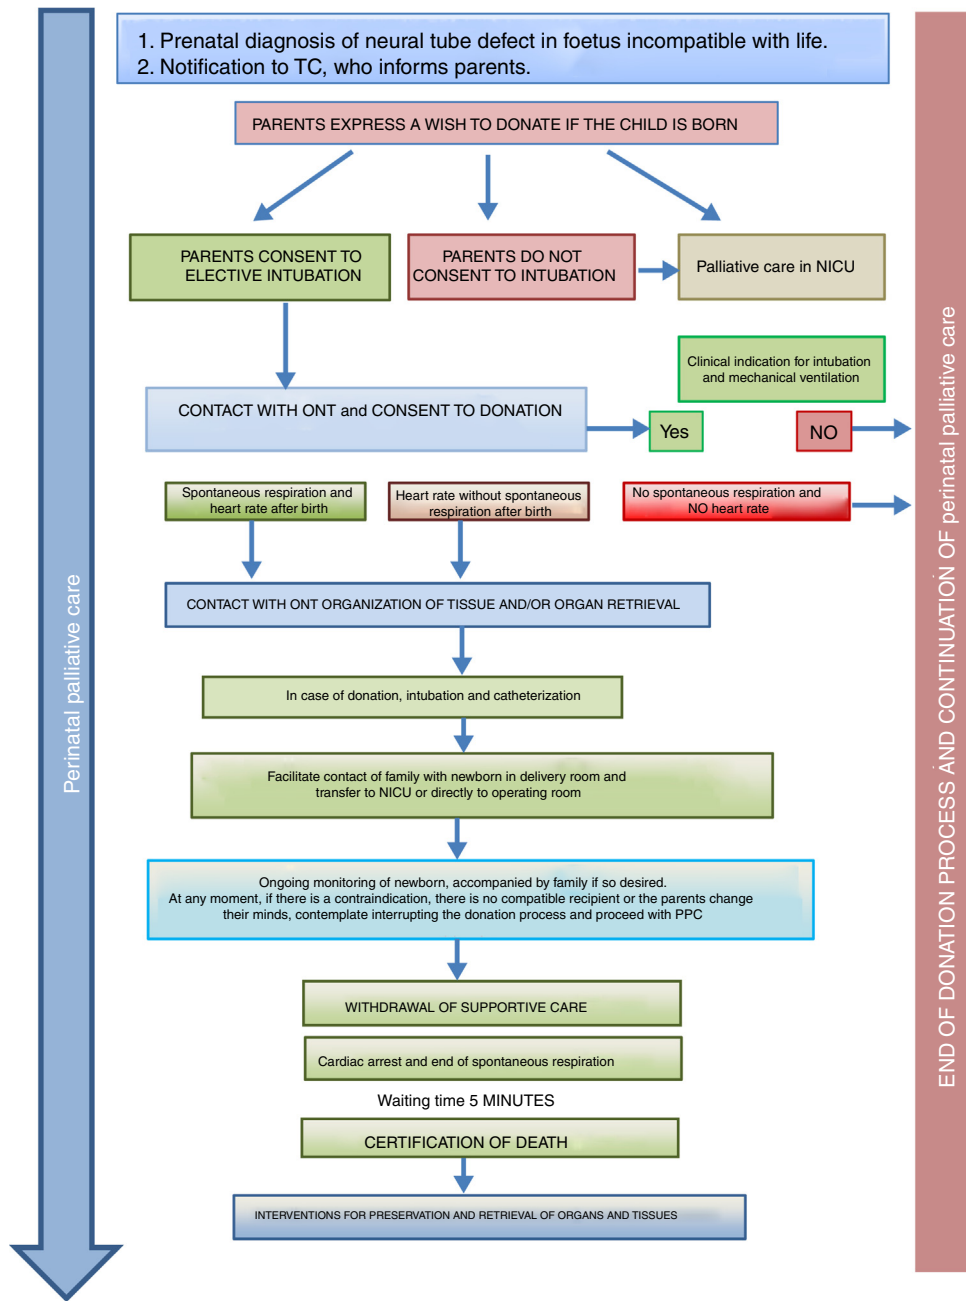 1. Prenatal diagnosis of neural tube defect in foetus incompatible with life.
2. Notification to TC, who informs parents.
PARENTS EXPRESS A WISH TO DONATE IF THE CHILD IS BORN
PARENTS CONSENT TO
ELECTIVE INTUBATION
PARENTS DO NOT
CONSENT TO INTUBATION
Palliative care in NICU
Clinical indication for intubation
and mechanical ventilation
CONTACT WITH ONT and CONSENT TO DONATION
Yes
NO
Spontaneous respiration and
heart rate after birth
Heart rate without spontaneous
respiration after birth
No spontaneous respiration and
NO heart rate
CONTACT WITH ONT ORGANIZATION OF TISSUE AND/OR ORGAN RETRIEVAL
In case of donation, intubation and catheterization
Facilitate contact of family with newborn in delivery room and
transfer to NICU or directly to operating room
Ongoing monitoring of newborn, accompanied by family if so desired.
At any moment, if there is a contraindication, there is no compatible recipient or the parents change
their minds, contemplate interrupting the donation process and proceed with PPC
WITHDRAWAL OF SUPPORTIVE CARE
Cardiac arrest and end of spontaneous respiration
Waiting time 5 MINUTES
CERTIFICATION OF DEATH
INTERVENTIONS FOR PRESERVATION AND RETRIEVAL OF ORGANS AND TISSUES
Perinatal palliative care
END OF DONATION PROCESS AND CONTINUATION OF perinatal palliative care